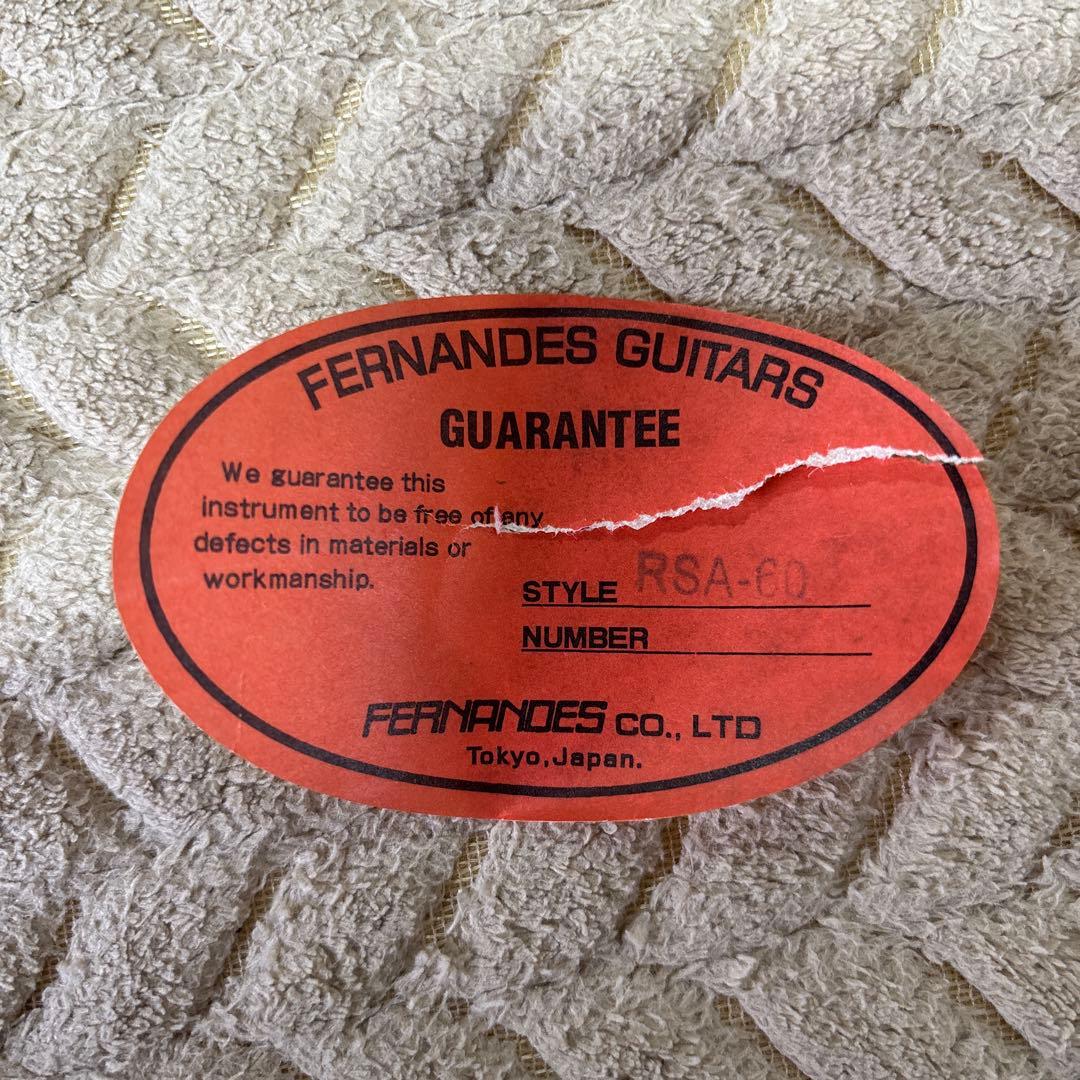 FERNANDES GUITARS
GUARANTEE
We guarantee this
instrument to be free of any
defects in materials or
workmanship.
STYLE RSA-60
NUMBER
FERNANDES CO., LTD
Tokyo, Japan.